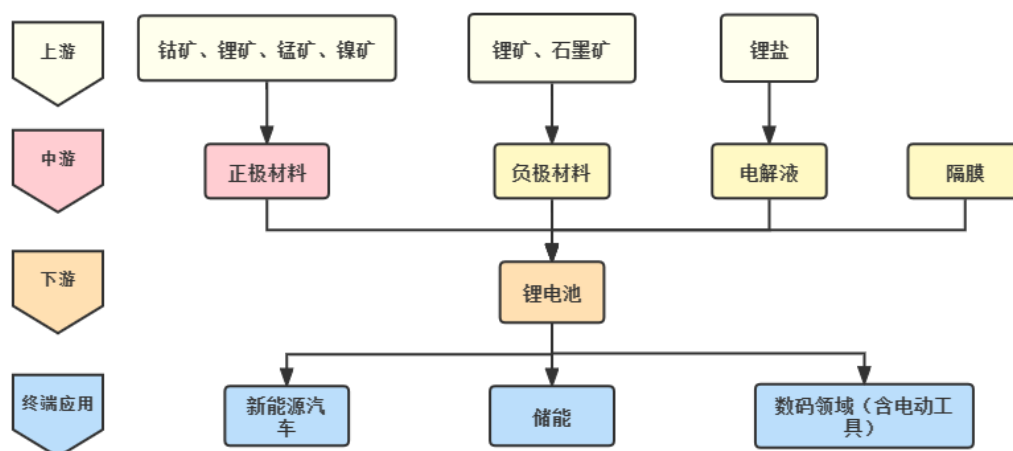 上游
钴矿、锂矿、锰矿、镍矿
锂矿、石墨矿
锂盐
中游
正极材料
负极材料
电解液
隔膜
下游
锂电池
终端应用
新能源汽
车
储能
数码领域（含电动工
具）